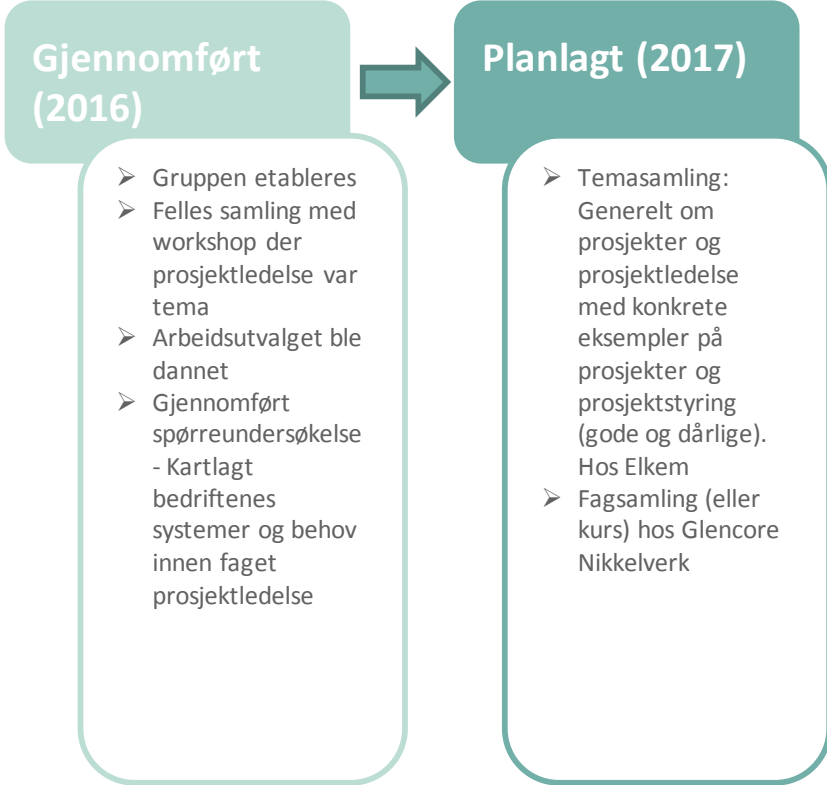 Gjennomført
(2016)
➢ Gruppen etableres
➢ Felles samling med
workshop der
prosjektledelse var
tema
➢ Arbeidsutvalget ble
dannet
➢ Gjennomført
spørreundersøkelse
- Kartlagt
bedriftenes
systemer og behov
innen faget
prosjektledelse
Planlagt (2017)
➢ Temasamling:
Generelt om
prosjekter og
prosjektledelse
med konkrete
eksempler på
prosjekter og
prosjektstyring
(gode og dårlige).
Hos Elkem
➢ Fagsamling (eller
kurs) hos Glencore
Nikkelverk